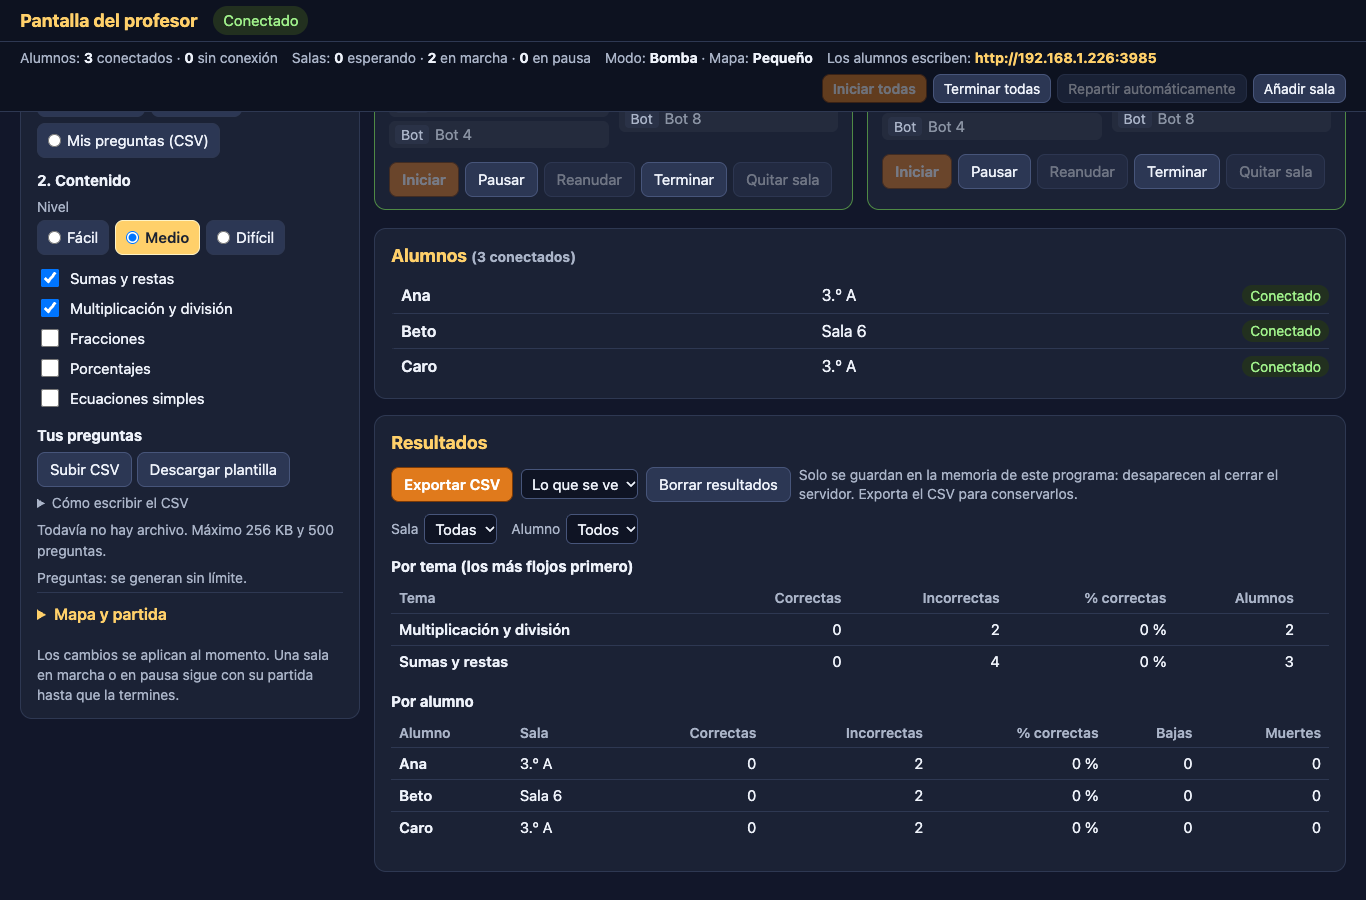 Pantalla del profesor Conectado
Alumnos: 3 conectados · 0 sin conexión Salas: 0 esperando · 2 en marcha · 0 en pausa Modo: Bomba · Mapa: Pequeño Los alumnos escriben: http://192.168.1.226:3985
Iniciar todas Terminar todas Repartir automáticamente Añadir sala
Mis preguntas (CSV)
2. Contenido
Nivel
Fácil Medio Difícil
Sumas y restas
Multiplicación y división
Fracciones
Porcentajes
Ecuaciones simples
Tus preguntas
Subir CSV Descargar plantilla
Cómo escribir el CSV
Todavía no hay archivo. Máximo 256 KB y 500
preguntas.
Preguntas: se generan sin límite.
Mapa y partida
Los cambios se aplican al momento. Una sala
en marcha o en pausa sigue con su partida
hasta que la termines.
Bot Bot 4 Bot Bot 8
Iniciar Pausar Reanudar Terminar Quitar sala
Bot Bot 4 Bot Bot 8
Iniciar Pausar Reanudar Terminar Quitar sala
Alumnos (3 conectados)
Ana 3.º A Conectado
Beto Sala 6 Conectado
Caro 3.º A Conectado
Resultados
Exportar CSV Lo que se ve Borrar resultados Solo se guardan en la memoria de este programa: desaparecen al cerrar el
servidor. Exporta el CSV para conservarlos.
Sala Todas Alumno Todos
Por tema (los más flojos primero)
Tema Correctas Incorrectas % correctas Alumnos
Multiplicación y división 0 2 0 % 2
Sumas y restas 0 4 0 % 3
Por alumno
Alumno Sala Correctas Incorrectas % correctas Bajas Muertes
Ana 3.º A 0 2 0 % 0 0
Beto Sala 6 0 2 0 % 0 0
Caro 3.º A 0 2 0 % 0 0